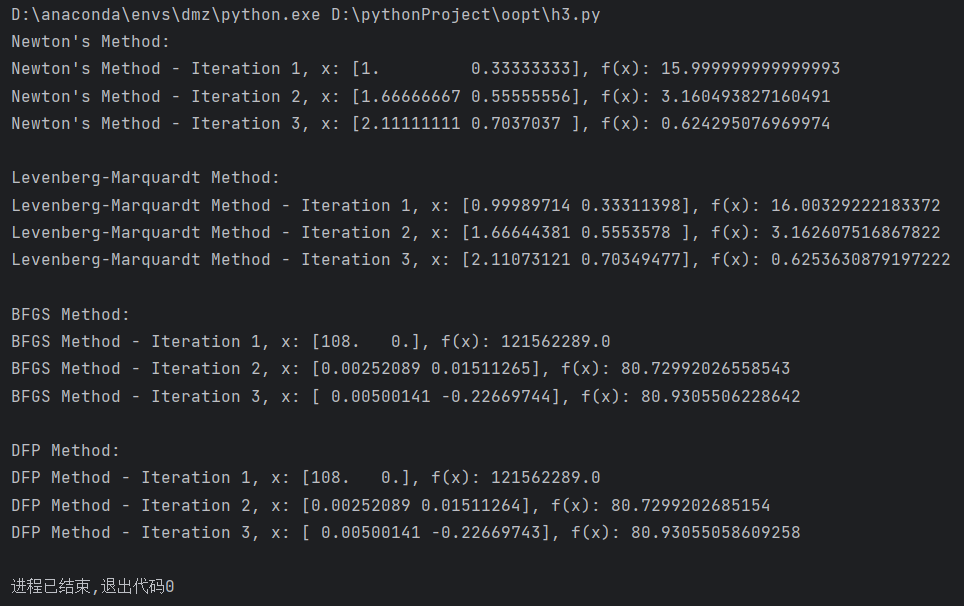 D:\anaconda\envs\dmz\python.exe D:\pythonProject\oopt\h3.py
Newton's Method:
Newton's Method - Iteration 1, x: [1.         0.33333333], f(x): 15.999999999999993
Newton's Method - Iteration 2, x: [1.66666667 0.55555556], f(x): 3.160493827160491
Newton's Method - Iteration 3, x: [2.11111111 0.7037037 ], f(x): 0.624295076969974
Levenberg-Marquardt Method:
Levenberg-Marquardt Method - Iteration 1, x: [0.99989714 0.33311398], f(x): 16.00329222183372
Levenberg-Marquardt Method - Iteration 2, x: [1.66644381 0.5553578 ], f(x): 3.162607516867822
Levenberg-Marquardt Method - Iteration 3, x: [2.11073121 0.70349477], f(x): 0.6253630879197222
BFGS Method:
BFGS Method - Iteration 1, x: [108.   0.], f(x): 121562289.0
BFGS Method - Iteration 2, x: [0.00252089 0.01511265], f(x): 80.72992026558543
BFGS Method - Iteration 3, x: [ 0.00500141 -0.22669744], f(x): 80.9305506228642
DFP Method:
DFP Method - Iteration 1, x: [108.   0.], f(x): 121562289.0
DFP Method - Iteration 2, x: [0.00252089 0.01511264], f(x): 80.7299202685154
DFP Method - Iteration 3, x: [ 0.00500141 -0.22669743], f(x): 80.93055058609258
进程已结束,退出代码0